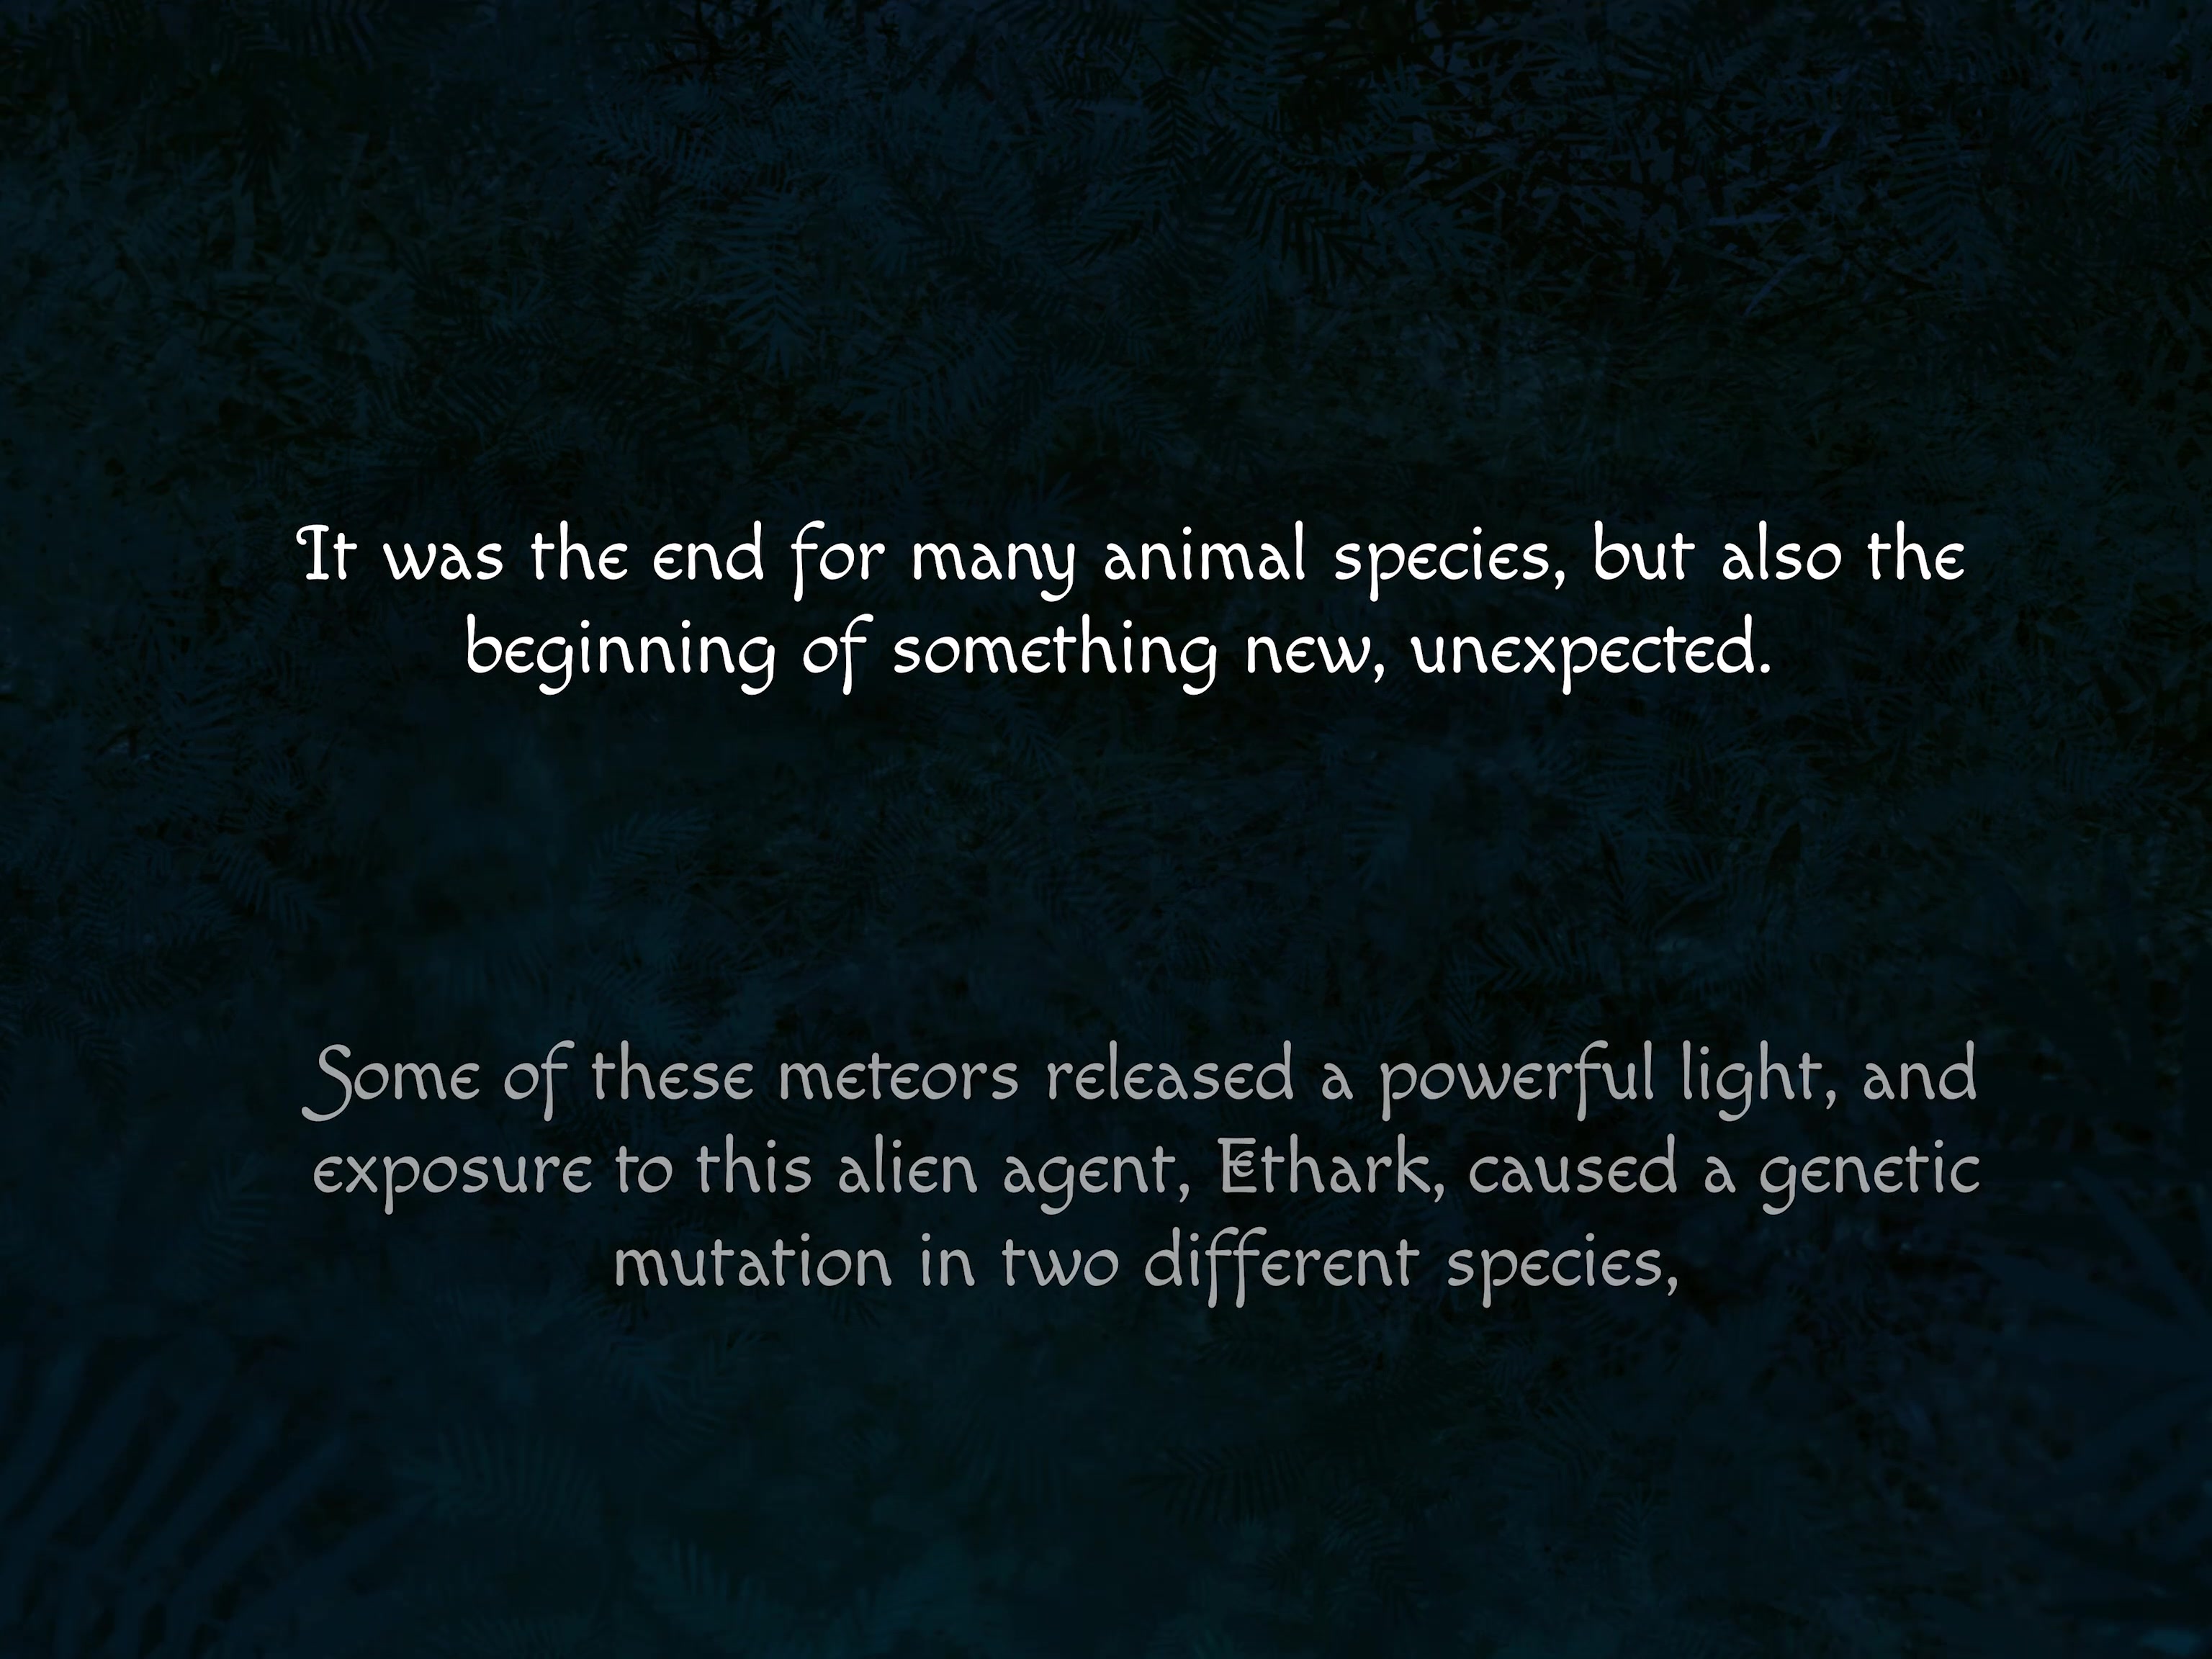 It was the end for many animal species, but also the
beginning of something new, unexpected.
Some of these meteors released a powerful light, and
exposure to this alien agent, Ethark, caused a genetic
mutation in two different species,